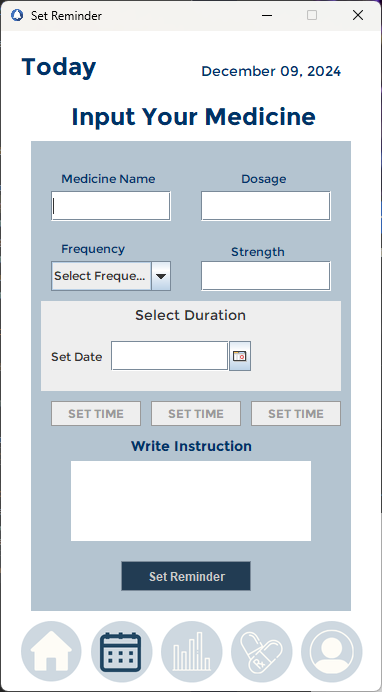 Set Reminder
Today
December 09, 2024
Input Your Medicine
Medicine Name
Dosage
Frequency
Strength
Select Freque...
Select Duration
Set Date
SET TIME SET TIME SET TIME
Write Instruction
Set Reminder
Rx